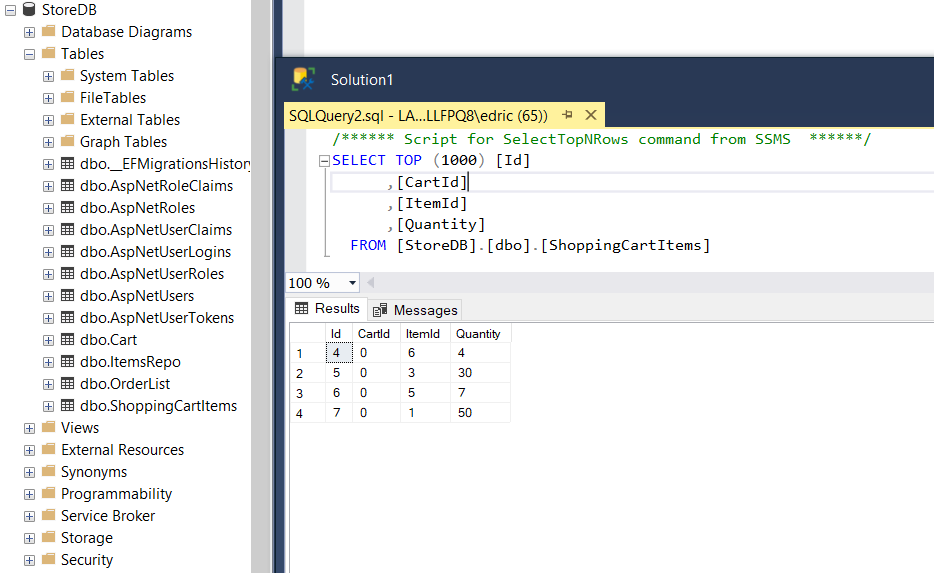 StoreDB
Database Diagrams
Tables
System Tables
FileTables
External Tables
Graph Tables
dbo.__EFMigrationsHistory
dbo.AspNetRoleClaims
dbo.AspNetRoles
dbo.AspNetUserClaims
dbo.AspNetUserLogins
dbo.AspNetUserRoles
dbo.AspNetUsers
dbo.AspNetUserTokens
dbo.Cart
dbo.ItemsRepo
dbo.OrderList
dbo.ShoppingCartItems
Views
External Resources
Synonyms
Programmability
Service Broker
Storage
Security
Solution1
SQLQuery2.sql - LA...LLFPQ8\edric (65))
/****** Script for SelectTopNRows command from SSMS  ******/
SELECT TOP (1000) [Id]
,[CartId]
,[ItemId]
,[Quantity]
FROM [StoreDB].[dbo].[ShoppingCartItems]
100 %
Results Messages
Id CartId ItemId Quantity
1 4 0 6 4
2 5 0 3 30
3 6 0 5 7
4 7 0 1 50